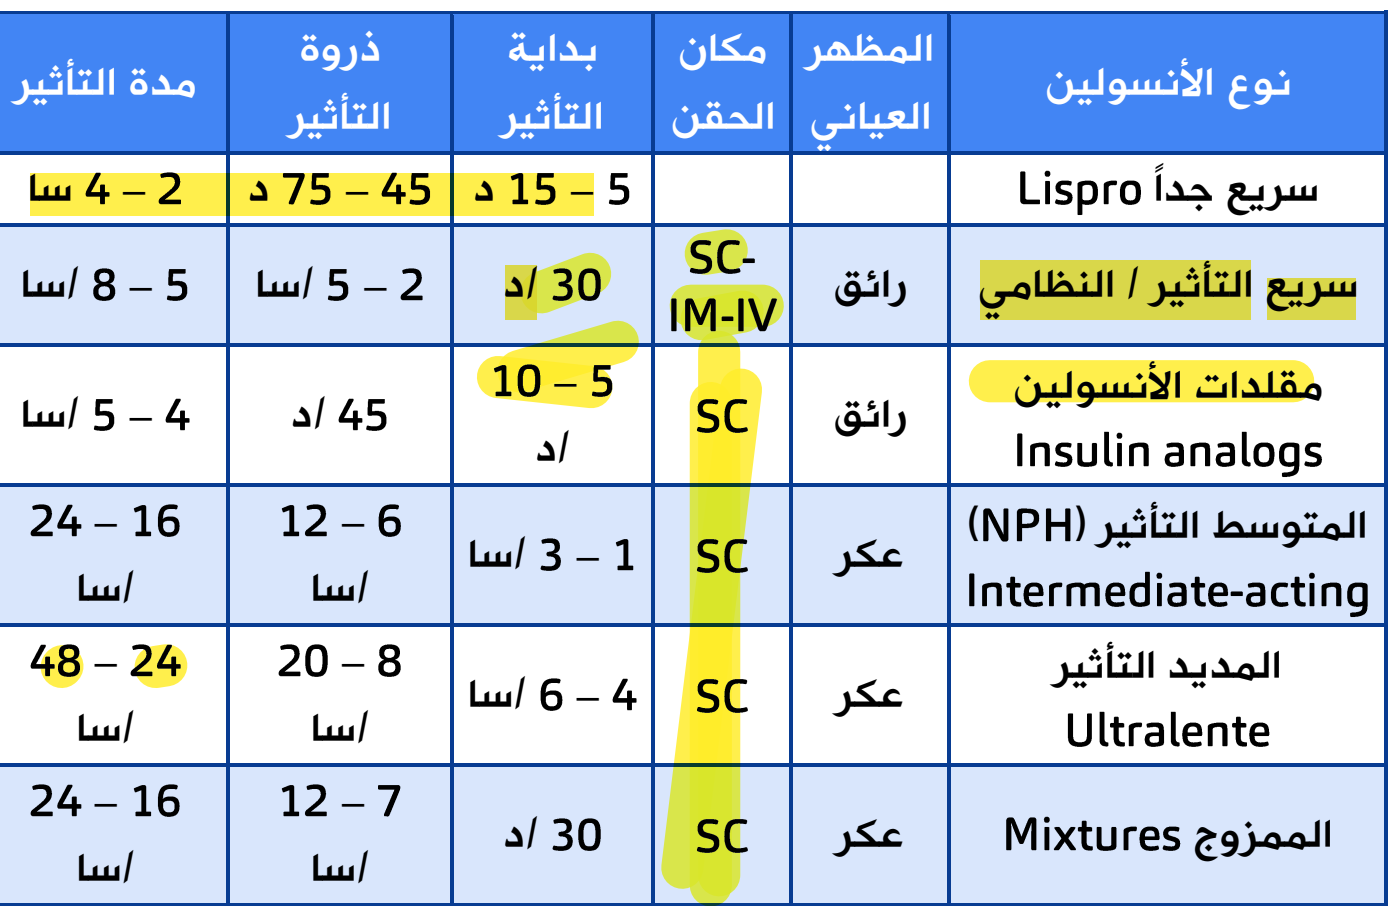 نوع الأنسولين
المظهر
العياني
مكان
الحقن
بداية
التأثير
ذروة
التأثير
مدة التأثير
سريع جداً Lispro
5 – 15 د
45 – 75 د
2 – 4 سا
سريع التأثير / النظامي
رائق
SC-
IM-IV
30 /د
2 – 5 /سا
5 – 8 /سا
مقلدات الأنسولين
Insulin analogs
رائق
SC
5 – 10
/د
45 /د
4 – 5 /سا
المتوسط التأثير (NPH)
Intermediate-acting
عكر
SC
1 – 3 /سا
6 – 12
/سا
16 – 24
/سا
المديد التأثير
Ultralente
عكر
SC
4 – 6 /سا
8 – 20
/سا
24 – 48
/سا
الممزوج Mixtures
عكر
SC
30 /د
7 – 12
/سا
16 – 24
/سا